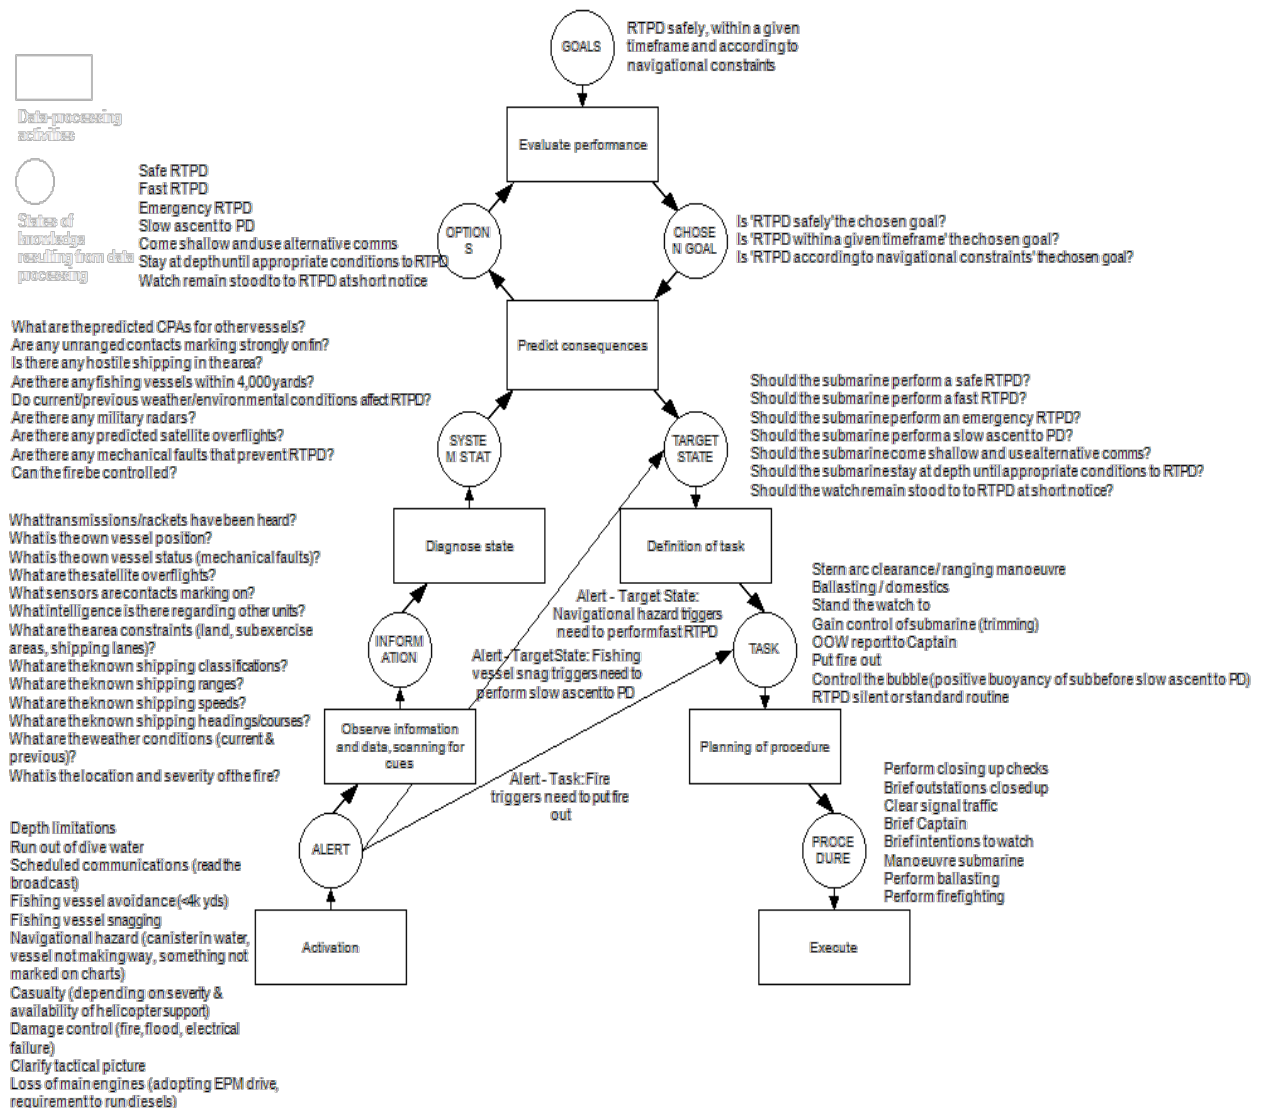 GOALS
RTPD safely, within a given
timeframe and according to
navigational constraints
Data-processing
activities
Evaluate performance
States of
knowledge
resulting from data
processing
Safe RTPD
Fast RTPD
Emergency RTPD
Slow ascent to PD
Come shallow and use alternative comms
Stay at depth until appropriate conditions to RTPD
Watch remain stood to to RTPD at short notice
OPTION
S
CHOSE
N GOAL
Is 'RTPD safely' the chosen goal?
Is 'RTPD within a given timeframe' the chosen goal?
Is 'RTPD according to navigational constraints' the chosen goal?
Predict consequences
What are the predicted CPAs for other vessels?
Are any unranged contacts marking strongly on fin?
Is there any hostile shipping in the area?
Are there any fishing vessels within 4,000 yards?
Do current/previous weather/environmental conditions affect RTPD?
Are there any military radars?
Are there any predicted satellite overflights?
Are there any mechanical faults that prevent RTPD?
Can the fire be controlled?
SYSTE
M STAT
TARGET
STATE
Should the submarine perform a safe RTPD?
Should the submarine perform a fast RTPD?
Should the submarine perform an emergency RTPD?
Should the submarine perform a slow ascent to PD?
Should the submarine come shallow and use alternative comms?
Should the submarine stay at depth until appropriate conditions to RTPD?
Should the watch remain stood to to RTPD at short notice?
What transmissions/rackets have been heard?
What is the own vessel position?
What is the own vessel status (mechanical faults)?
What are the satellite overflights?
What sensors are contacts marking on?
What intelligence is there regarding other units?
What are the area constraints (land, subexercise
areas, shipping lanes)?
What are the known shipping classifications?
What are the known shipping ranges?
What are the known shipping speeds?
What are the known shipping headings/courses?
What are the weather conditions (current &
previous)?
What is the location and severity of the fire?
Diagnose state
Definition of task
INFORM
ATION
Alert - Target State:
Navigational hazard triggers
need to perform fast RTPD
Alert - Target State: Fishing
vessel snag triggers need to
perform slow ascent to PD
TASK
Stern arc clearance / ranging manoeuvre
Ballasting / domestics
Stand the watch to
Gain control of submarine (trimming)
OOW report to Captain
Put fire out
Control the bubble (positive buoyancy of sub before slow ascent to PD)
RTPD silent or standard routine
Observe information
and data, scanning for
cues
Planning of procedure
Alert - Task: Fire
triggers need to put fire
out
Perform closing up checks
Brief outstations closed up
Clear signal traffic
Brief Captain
Brief intentions to watch
Manoeuvre submarine
Perform ballasting
Perform firefighting
ALERT
PROCE
DURE
Depth limitations
Run out of dive water
Scheduled communications (read the
broadcast)
Fishing vessel avoidance (<4k yds)
Fishing vessel snagging
Navigational hazard (canister in water,
vessel not making way, something not
marked on charts)
Casualty (depending on severity &
availability of helicopter support)
Damage control (fire, flood, electrical
failure)
Clarify tactical picture
Loss of main engines (adopting EPM drive,
requirement to run diesels)
Activation
Execute